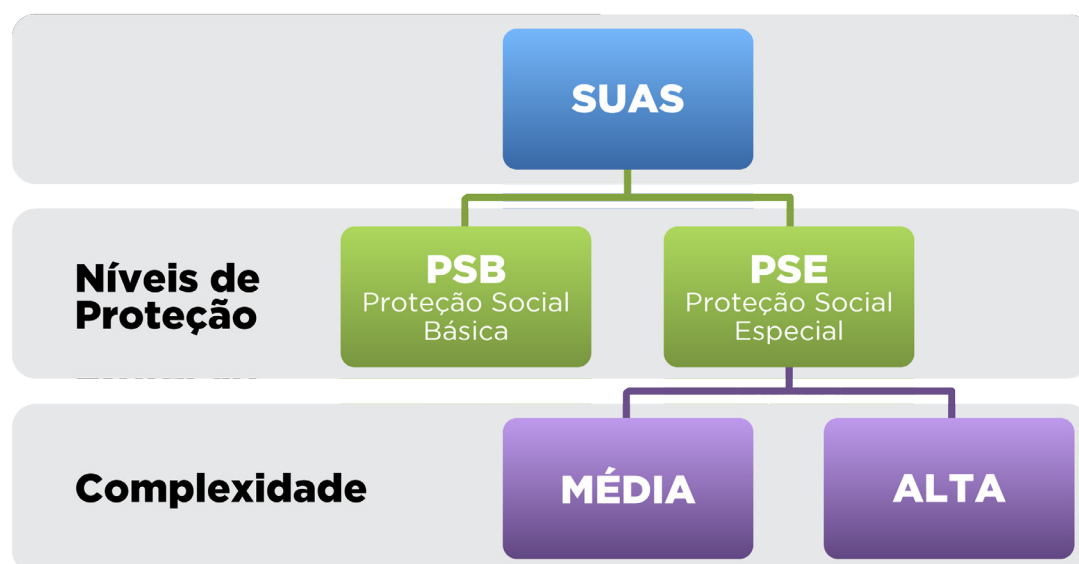 SUAS
Níveis de
Proteção
PSB
Proteção Social
Básica
PSE
Proteção Social
Especial
Complexidade
MÉDIA
ALTA